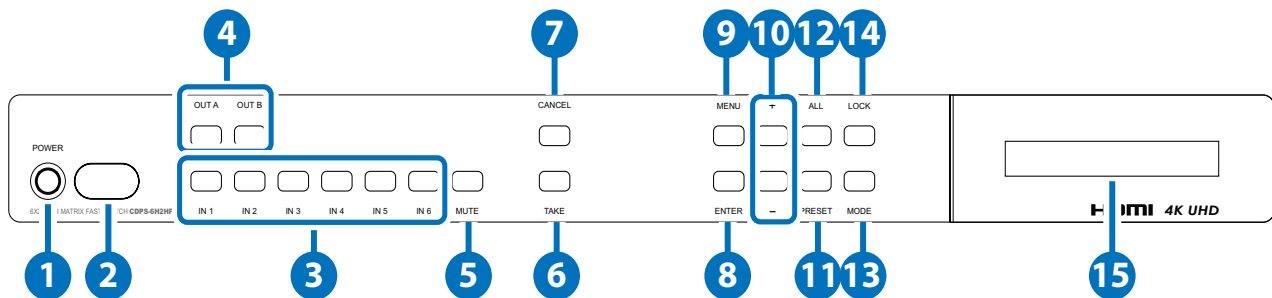 4 7 9 10 12 14
OUT A OUT B CANCEL MENU + ALL LOCK
POWER
IN 1 IN 2 IN 3 IN 4 IN 5 IN 6 MUTE TAKE ENTER – PRESET MODE
CDPS-6H2HF
HDMI 4K UHD
1 2 3 5 6 8 11 13 15